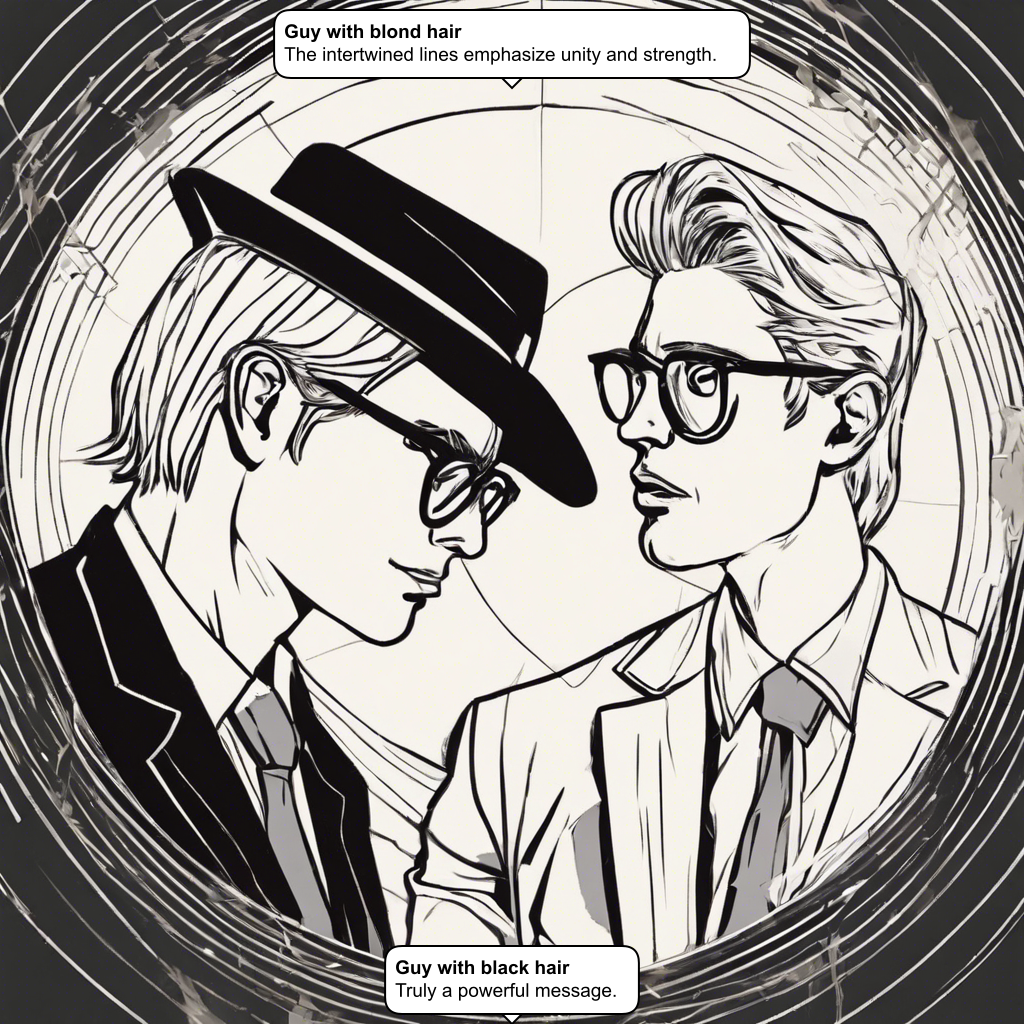 Guy with blond hair
The intertwined lines emphasize unity and strength.
Guy with black hair
Truly a powerful message.